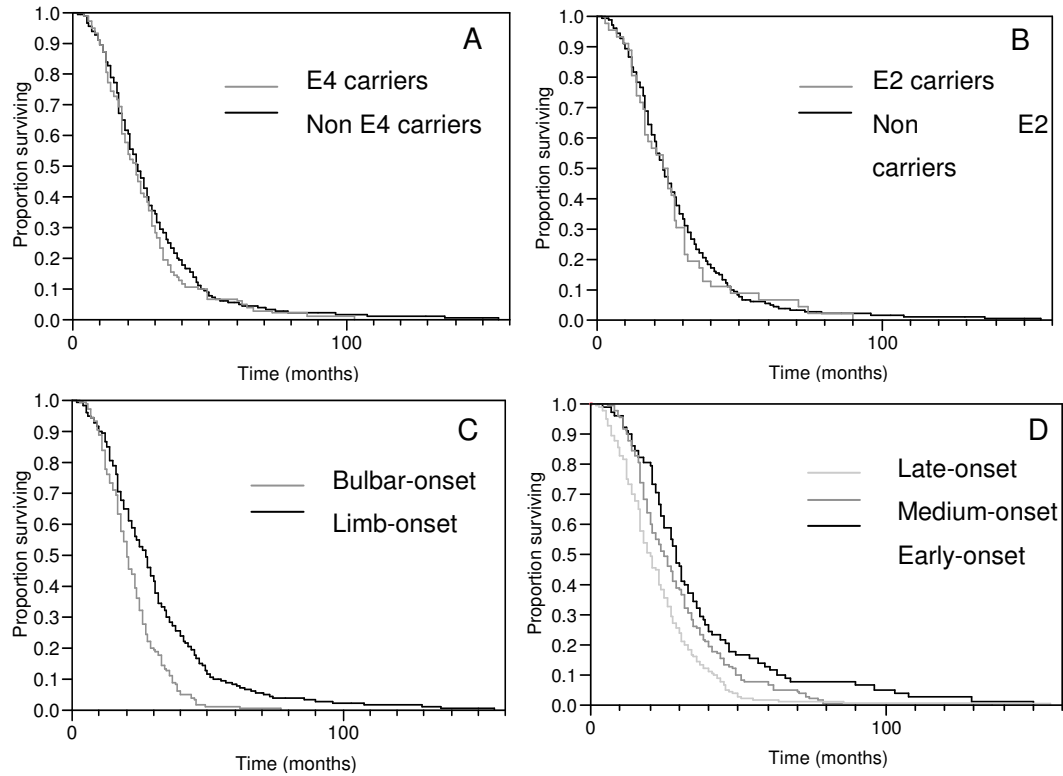 1.0
0.9
0.8
0.7
0.6
0.5
0.4
0.3
0.2
0.1
0.0
Proportion surviving
A
E4 carriers
Non E4 carriers
0
100
Time (months)
1.0
0.9
0.8
0.7
0.6
0.5
0.4
0.3
0.2
0.1
0.0
Proportion surviving
B
E2 carriers
Non E2
carriers
0
100
Time (months)
1.0
0.9
0.8
0.7
0.6
0.5
0.4
0.3
0.2
0.1
0.0
Proportion surviving
C
Bulbar-onset
Limb-onset
0
100
Time (months)
1.0
0.9
0.8
0.7
0.6
0.5
0.4
0.3
0.2
0.1
0.0
Proportion surviving
D
Late-onset
Medium-onset
Early-onset
0
100
Time (months)